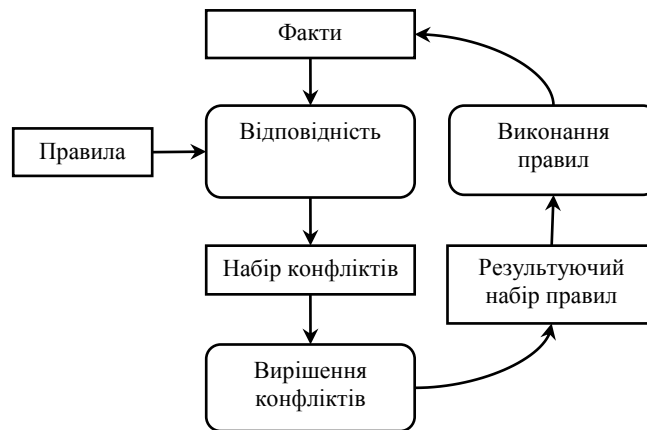 Факти
Відповідність
Виконання
правил
Правила
Набір конфліктів
Результуючий
набір правил
Вирішення
конфліктів